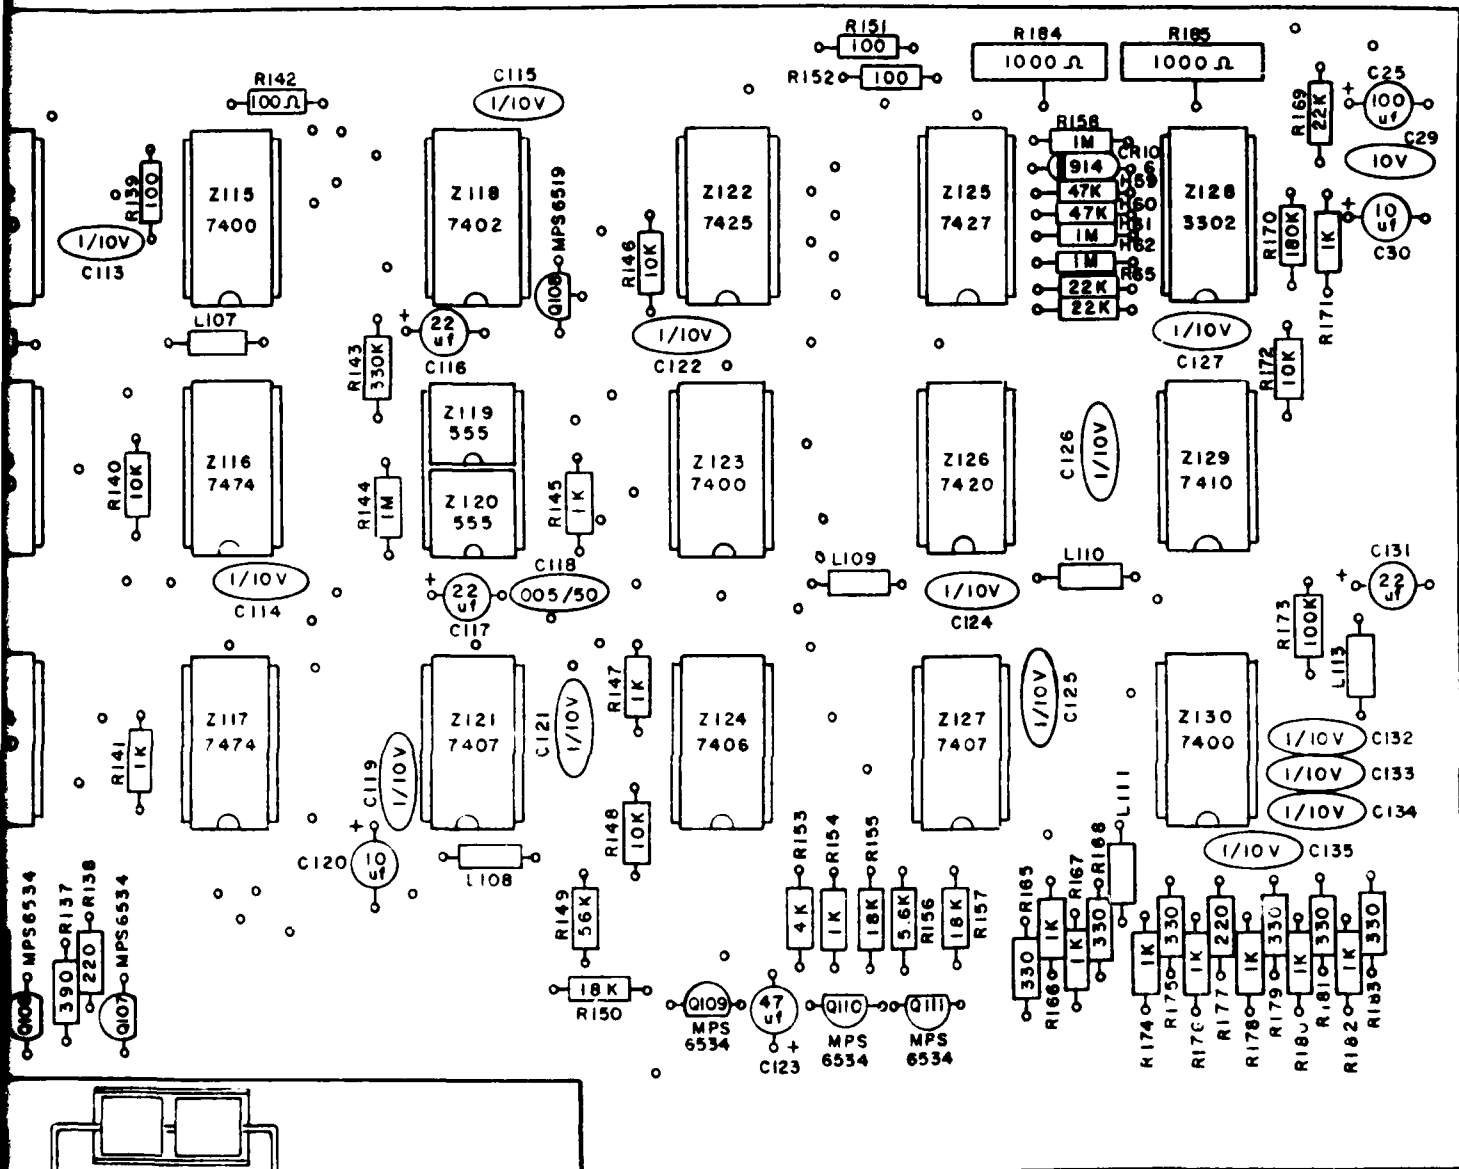 R151
100
R152
100
R184
1000 Ω
R185
1000 Ω
R142
100Ω
C115
1/10V
R169
22K
C25
+
100
uf
C29
10V
R139
100
1/10V
C113
Z115
7400
Z118
7402
MPS6519
Q108
R146
10K
Z122
7425
Z125
7427
R158
1M
CR10
914
47K
47K
1M
1M
R65
22K
22K
Z128
3302
R170
180K
1K
R171
+
10
uf
C30
L107
R143
330K
+
22
uf
C116
1/10V
C122
1/10V
C127
R172
10K
R140
10K
Z116
7474
R144
1M
Z119
555
Z120
555
R145
1K
Z123
7400
Z126
7420
C126
1/10V
Z129
7410
1/10V
C114
+
22
uf
C117
C118
005/50
L109
1/10V
C124
L110
C131
+
22
uf
R173
100K
L113
R141
1K
Z117
7474
C119
1/10V
Z121
7407
C121
1/10V
R147
1K
Z124
7406
Z127
7407
1/10V
C125
Z130
7400
1/10V
C132
1/10V
C133
1/10V
C134
1/10V
C135
L111
C120
+
10
uf
L108
R148
10K
R149
56K
18K
R150
R153
4K
R154
1K
R155
18K
5.6K
R156
18K
R157
R165
330
1K
R166
R167
1K
R168
330
1K
R174
330
R175
1K
R176
220
R177
1K
R178
330
R179
1K
R180
330
R181
1K
R182
330
R183
MPS6534
R137
390
R138
220
MPS6534
Q107
Q109
MPS
6534
47
uf
C123
+
Q110
MPS
6534
Q111
MPS
6534